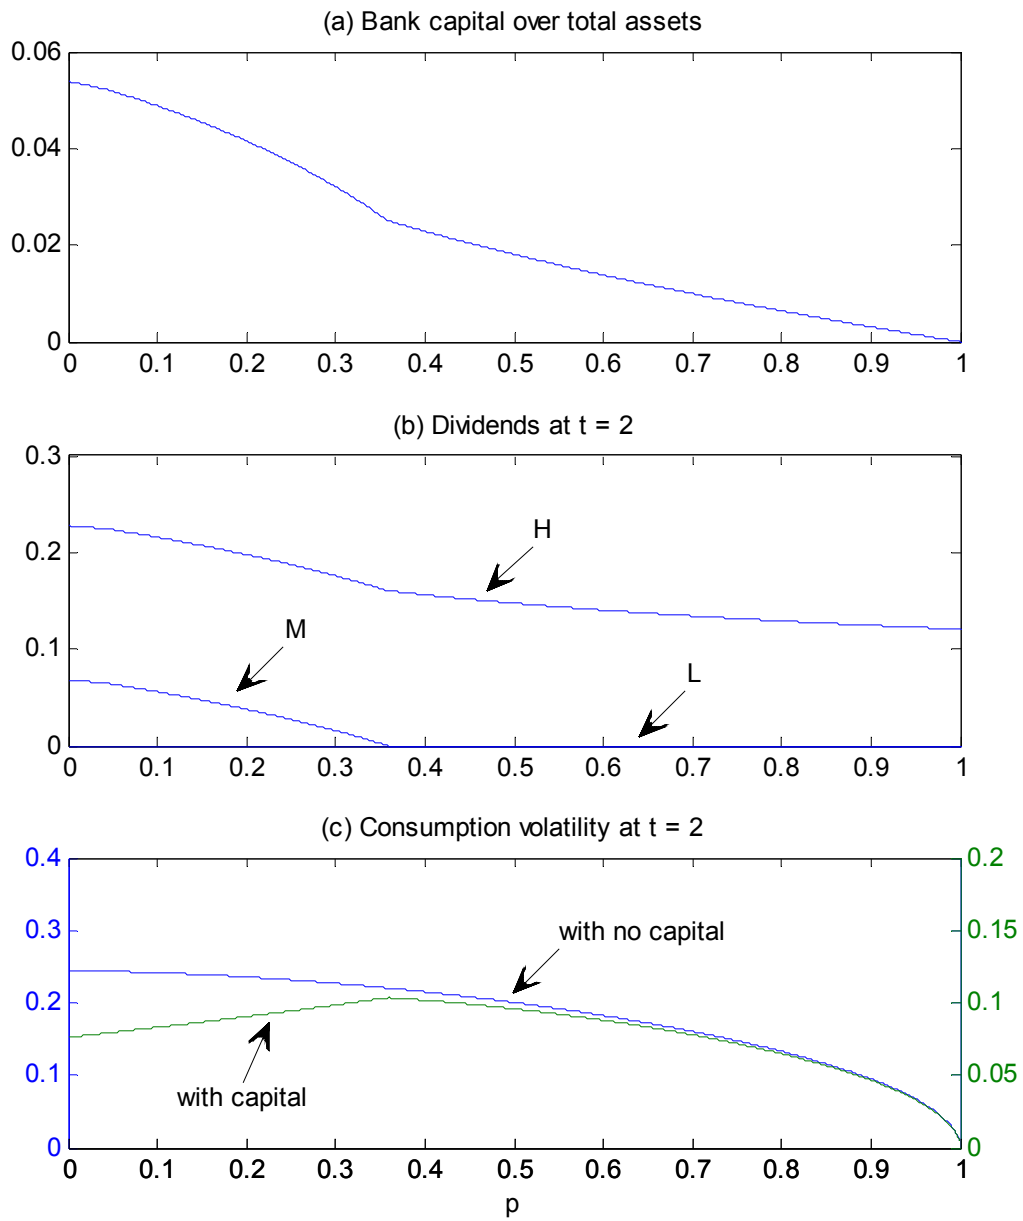 (a) Bank capital over total assets
0.06
0.04
0.02
0
0 0.1 0.2 0.3 0.4 0.5 0.6 0.7 0.8 0.9 1
(b) Dividends at t = 2
0.3
H
0.2
M
0.1
L
0
0 0.1 0.2 0.3 0.4 0.5 0.6 0.7 0.8 0.9 1
(c) Consumption volatility at t = 2
0.4 0.2
with no capital
0.3 0.15
0.2 0.1
0.1 0.05
with capital
0 0
0 0.1 0.2 0.3 0.4 0.5 0.6 0.7 0.8 0.9 1
p